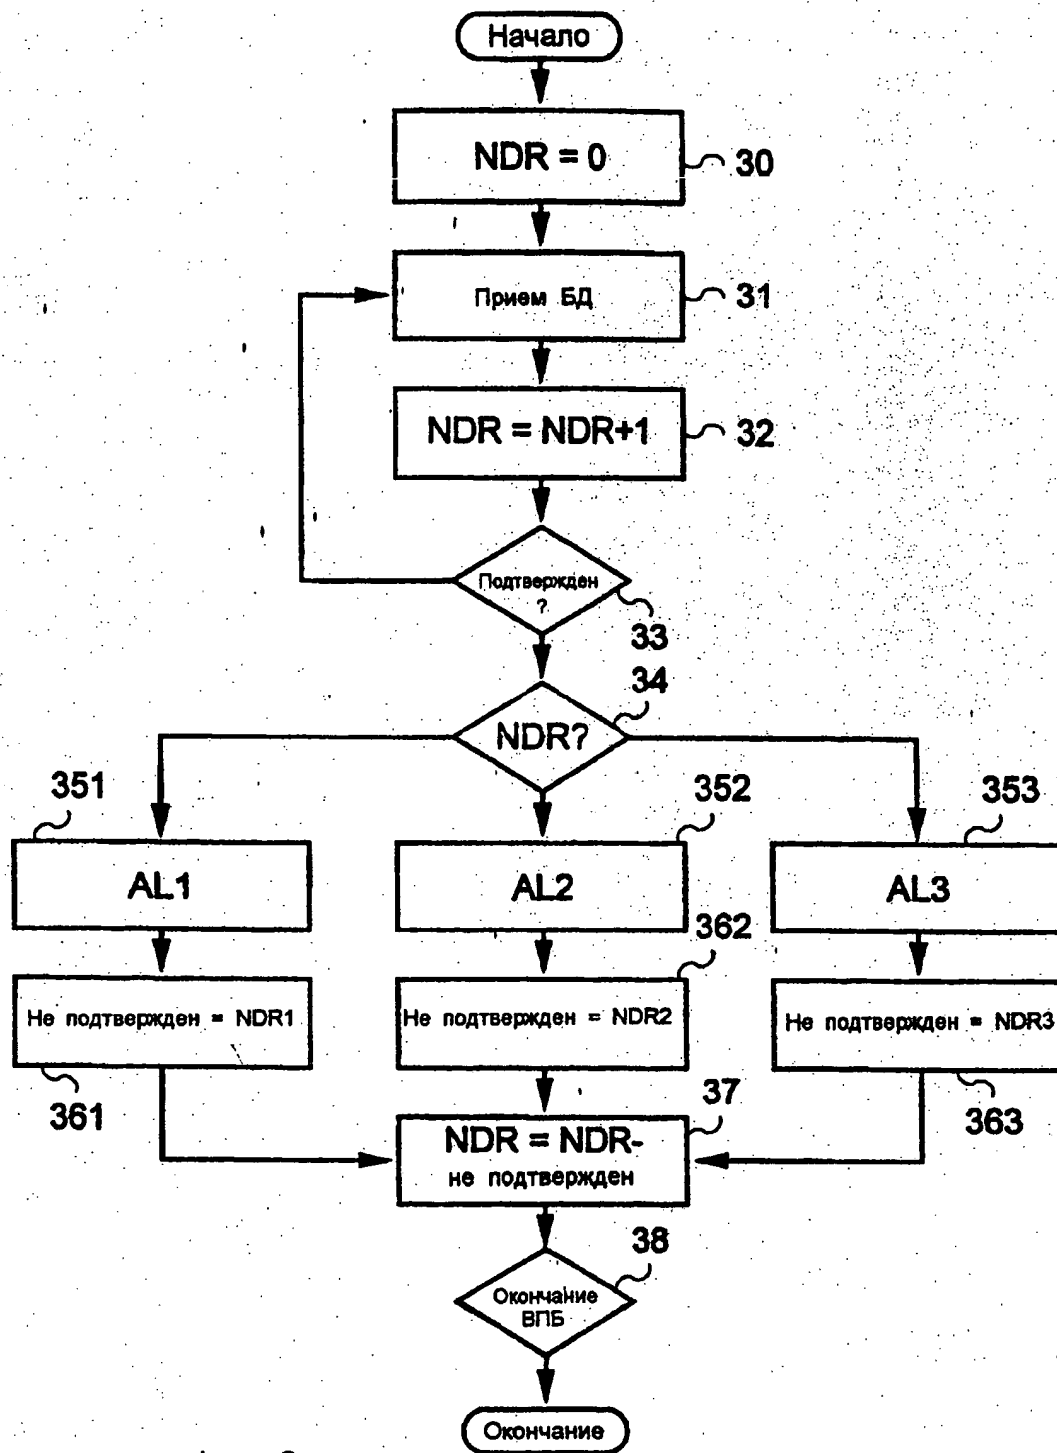 Начало
NDR = 0
30
Прием БД
31
NDR = NDR+1
32
Подтвержден
?
33
34
NDR?
351
352
353
AL1
AL2
AL3
362
Не подтвержден = NDR1
Не подтвержден = NDR2
Не подтвержден = NDR3
361
363
37
NDR = NDR-
не подтвержден
38
Окончание
ВПБ
Окончание